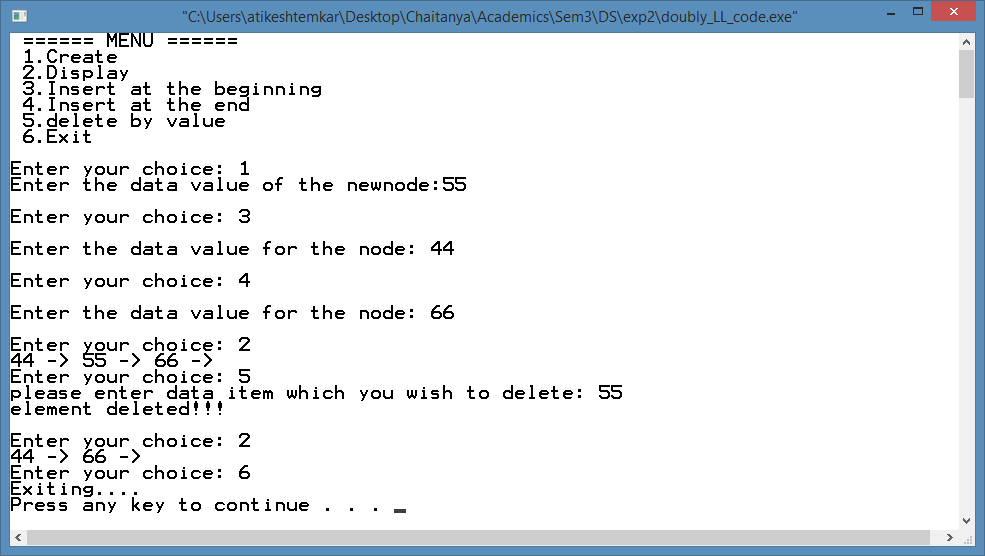 "C:\Users\atikeshtemkar\Desktop\Chaitanya\Academics\Sem3\DS\exp2\doubly_LL_code.exe"
====== MENU ======
1.Create
2.Display
3.Insert at the beginning
4.Insert at the end
5.delete by value
6.Exit
Enter your choice: 1
Enter the data value of the newnode:55
Enter your choice: 3
Enter the data value for the node: 44
Enter your choice: 4
Enter the data value for the node: 66
Enter your choice: 2
44 -> 55 -> 66 ->
Enter your choice: 5
please enter data item which you wish to delete: 55
element deleted!!!
Enter your choice: 2
44 -> 66 ->
Enter your choice: 6
Exiting....
Press any key to continue . . . _